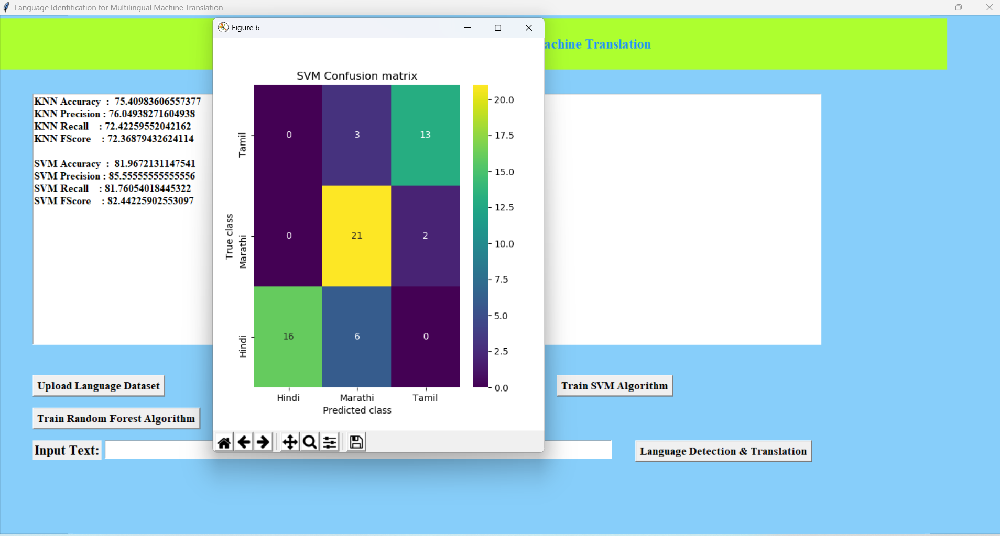 Language Identification for Multilingual Machine Translation
Figure 6
achine Translation
KNN Accuracy : 75.40983606557377
KNN Precision : 76.04938271604938
KNN Recall : 72.42259552042162
KNN FScore : 72.36879432624114
SVM Accuracy : 81.9672131147541
SVM Precision : 85.55555555555556
SVM Recall : 81.76054018445322
SVM FScore : 82.44225902553097
SVM Confusion matrix
True class
Tamil
0 3 13
Marathi
0 21 2
Hindi
16 6 0
Hindi Marathi Tamil
Predicted class
20.0
17.5
15.0
12.5
10.0
7.5
5.0
2.5
0.0
Upload Language Dataset
Train SVM Algorithm
Train Random Forest Algorithm
Input Text:
Language Detection & Translation